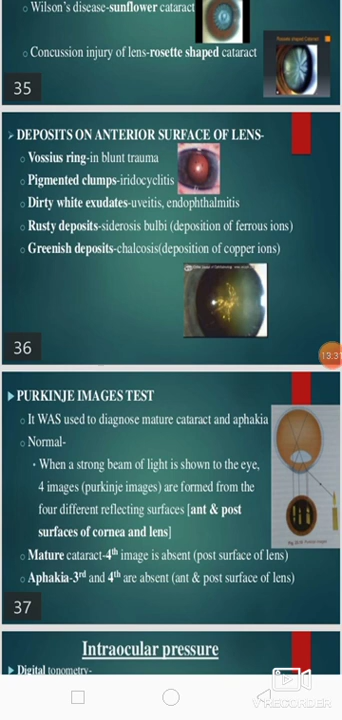 Wilson's disease-sunflower cataract
Concussion injury of lens-rosette shaped cataract
Rosette shaped Cataract
35
DEPOSITS ON ANTERIOR SURFACE OF LENS-
Vossius ring-in blunt trauma
Pigmented clumps-iridocyclitis
Dirty white exudates-uveitis, endophthalmitis
Rusty deposits-siderosis bulbi (deposition of ferrous ions)
Greenish deposits-chalcosis(deposition of copper ions)
36
13:31
PURKINJE IMAGES TEST
It WAS used to diagnose mature cataract and aphakia
Normal-
When a strong beam of light is shown to the eye,
4 images (purkinje images) are formed from the
four different reflecting surfaces [ant & post
surfaces of cornea and lens]
Mature cataract-4th image is absent (post surface of lens)
Aphakia-3rd and 4th are absent (ant & post surface of lens)
37
Intraocular pressure
Digital tonometry-
V RECORDER